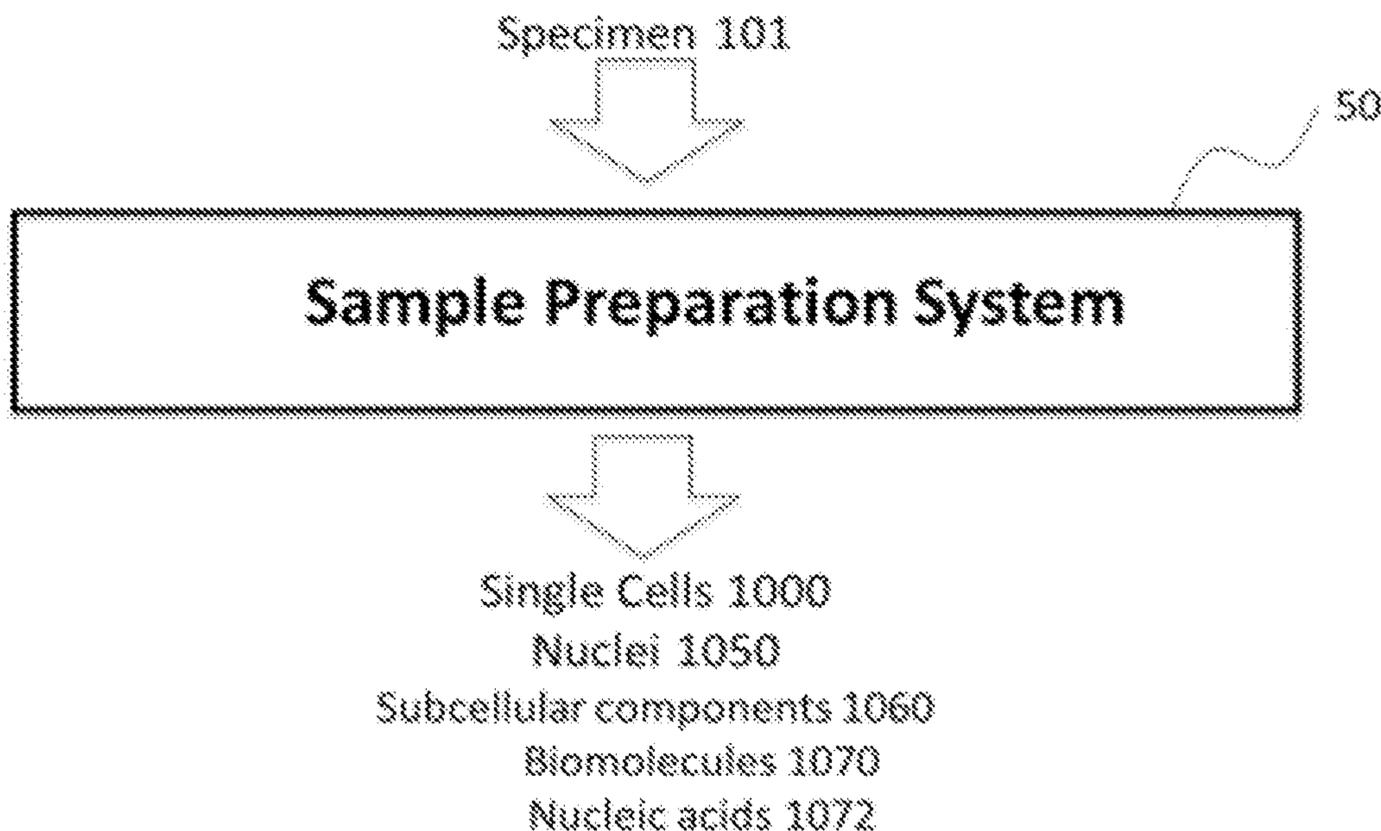 Specimen 101
50
Sample Preparation System
Single Cells 1000
Nuclei 1050
Subcellular components 1060
Biomolecules 1070
Nucleic acids 1072